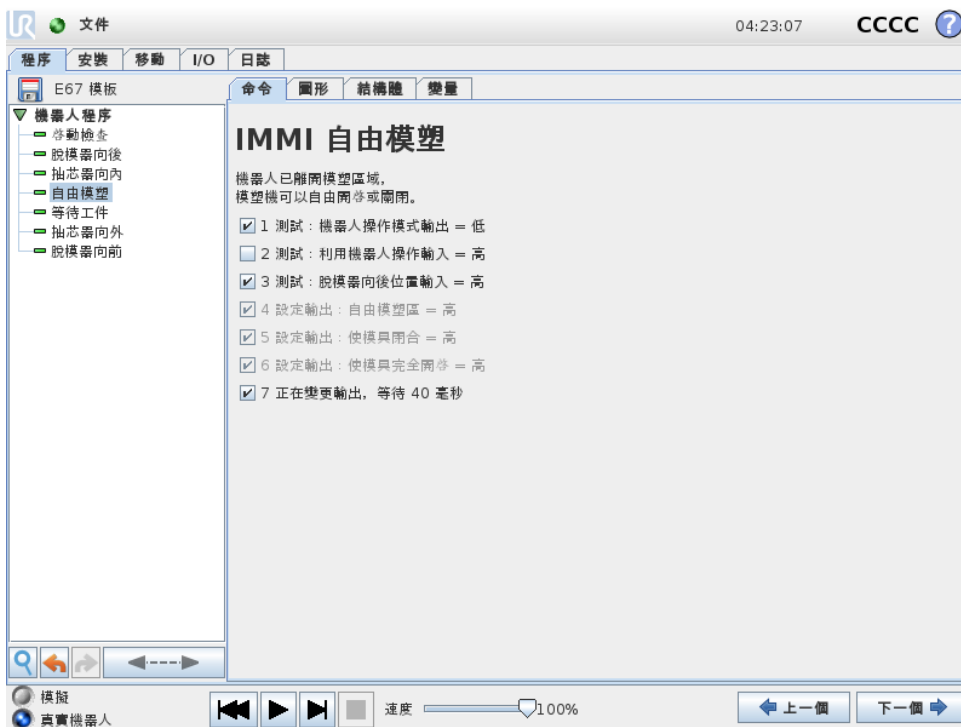 UR 文件 04:23:07 CCCC ?
程序 安裝 移動 I/O 日誌
E67 模板
命令 圖形 結構體 變量
機器人程序
啓動檢查
脫模器向後
抽芯器向內
自由模塑
等待工件
抽芯器向外
脫模器向前
IMMI 自由模塑
機器人已離開模塑區域,
模塑機可以自由開啓或關閉。
1 測試：機器人操作模式輸出 = 低
2 測試：利用機器人操作輸入 = 高
3 測試：脫模器向後位置輸入 = 高
4 設定輸出：自由模塑區 = 高
5 設定輸出：使模具閉合 = 高
6 設定輸出：使模具完全開啓 = 高
7 正在變更輸出，等待 40 毫秒
模擬
真實機器人
速度 100%
上一個 下一個